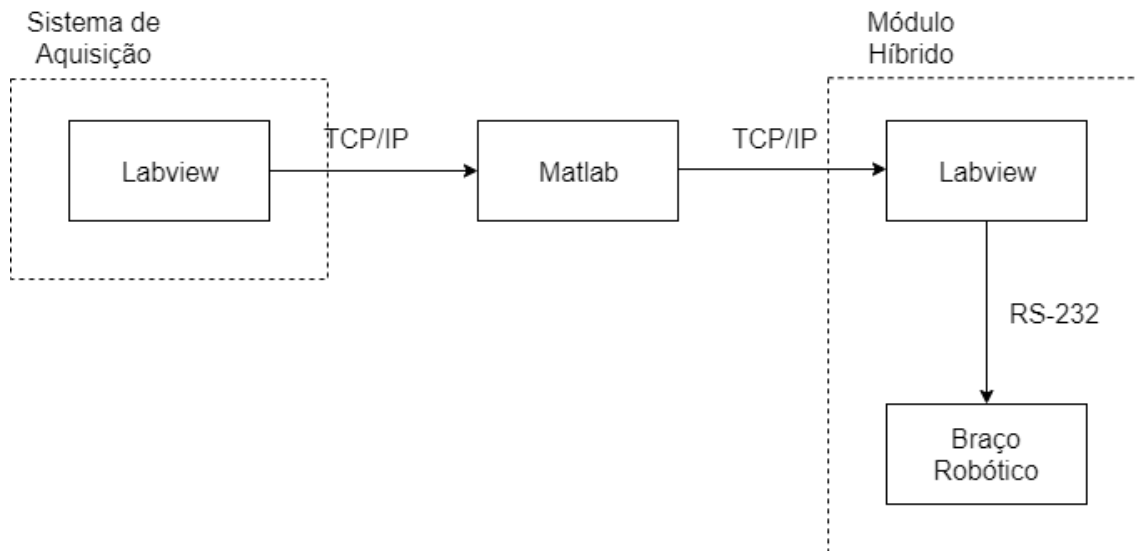 Sistema de
Aquisição
Módulo
Híbrido
TCP/IP
TCP/IP
Labview
Matlab
Labview
RS-232
Braço
Robótico